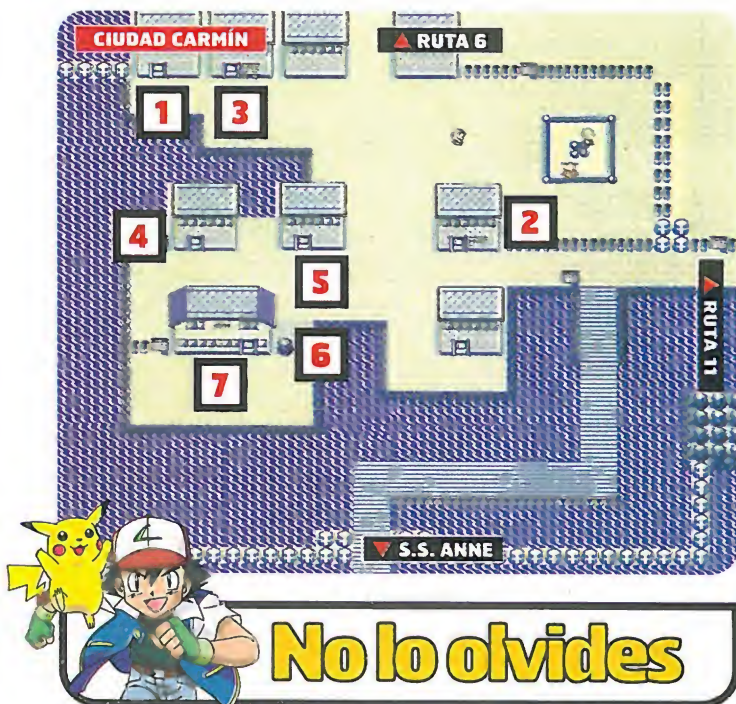 CIUDAD CARMÍN
▲ RUTA 6
1
3
4
2
5
▲ RUTA 11
6
7
▼ S.S. ANNE
No lo olvides